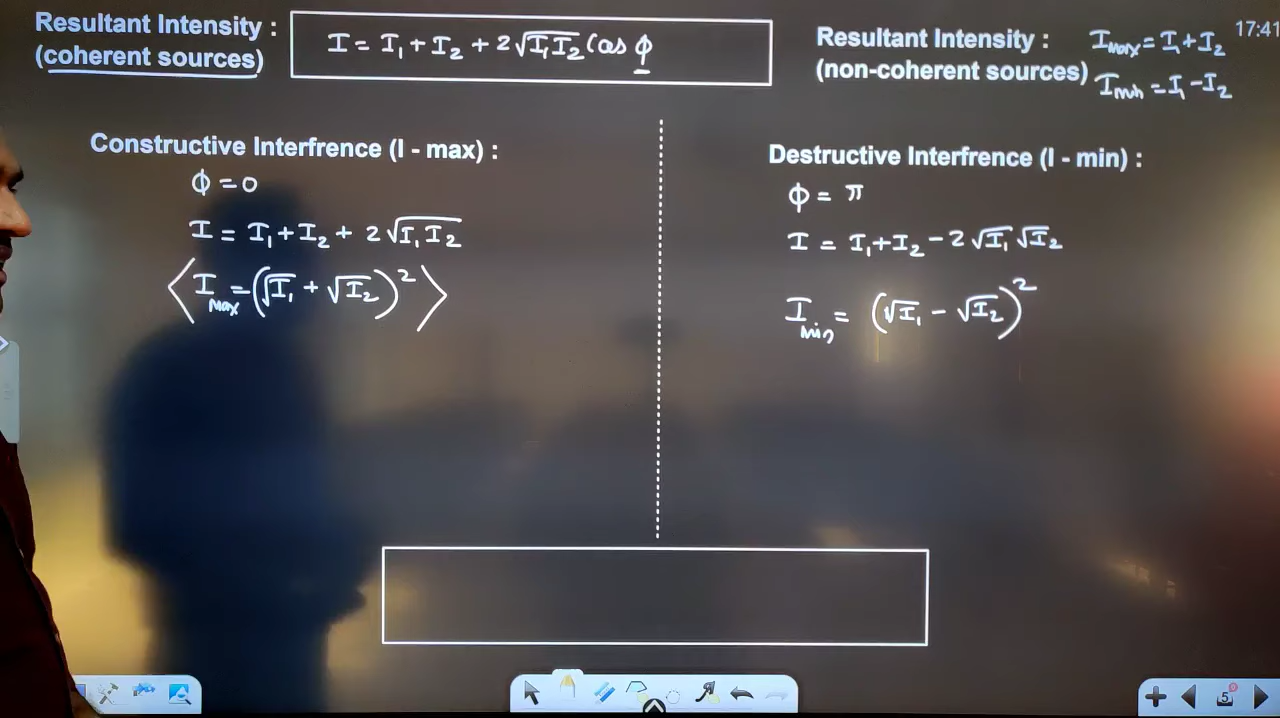 Resultant Intensity :
(coherent sources)
I = I₁ + I₂ + 2√I₁I₂ Cos ϕ
Resultant Intensity :
(non-coherent sources)
Imax = I₁ + I₂
Imin = I₁ - I₂
17:41
Constructive Interfrence (I - max) :
ϕ = 0
I = I₁ + I₂ + 2√I₁I₂
⟨Imax = (√I₁ + √I₂)²⟩
Destructive Interfrence (I - min) :
ϕ = π
I = I₁ + I₂ - 2√I₁ √I₂
Imin = (√I₁ - √I₂)²
5